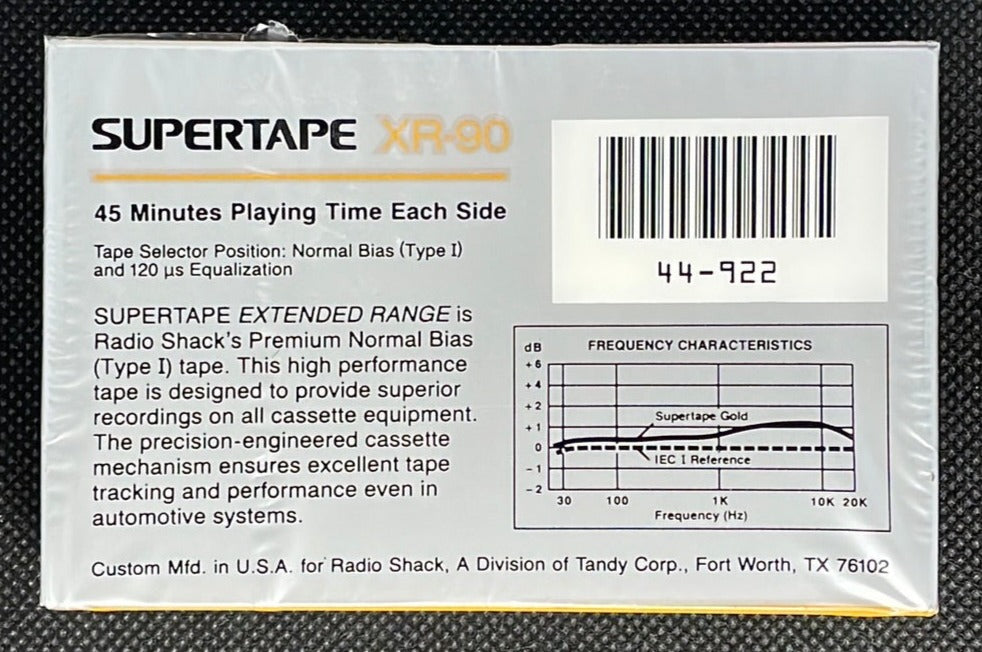 SUPERTAPE XR-90
45 Minutes Playing Time Each Side
Tape Selector Position: Normal Bias (Type I)
and 120 µs Equalization
SUPERTAPE EXTENDED RANGE is
Radio Shack's Premium Normal Bias
(Type I) tape. This high performance
tape is designed to provide superior
recordings on all cassette equipment.
The precision-engineered cassette
mechanism ensures excellent tape
tracking and performance even in
automotive systems.
44-922
dB FREQUENCY CHARACTERISTICS
+6
+4
+2
Supertape Gold
+1
0
IEC I Reference
-1
-2
30 100 1K 10K 20K
Frequency (Hz)
Custom Mfd. in U.S.A. for Radio Shack, A Division of Tandy Corp., Fort Worth, TX 76102